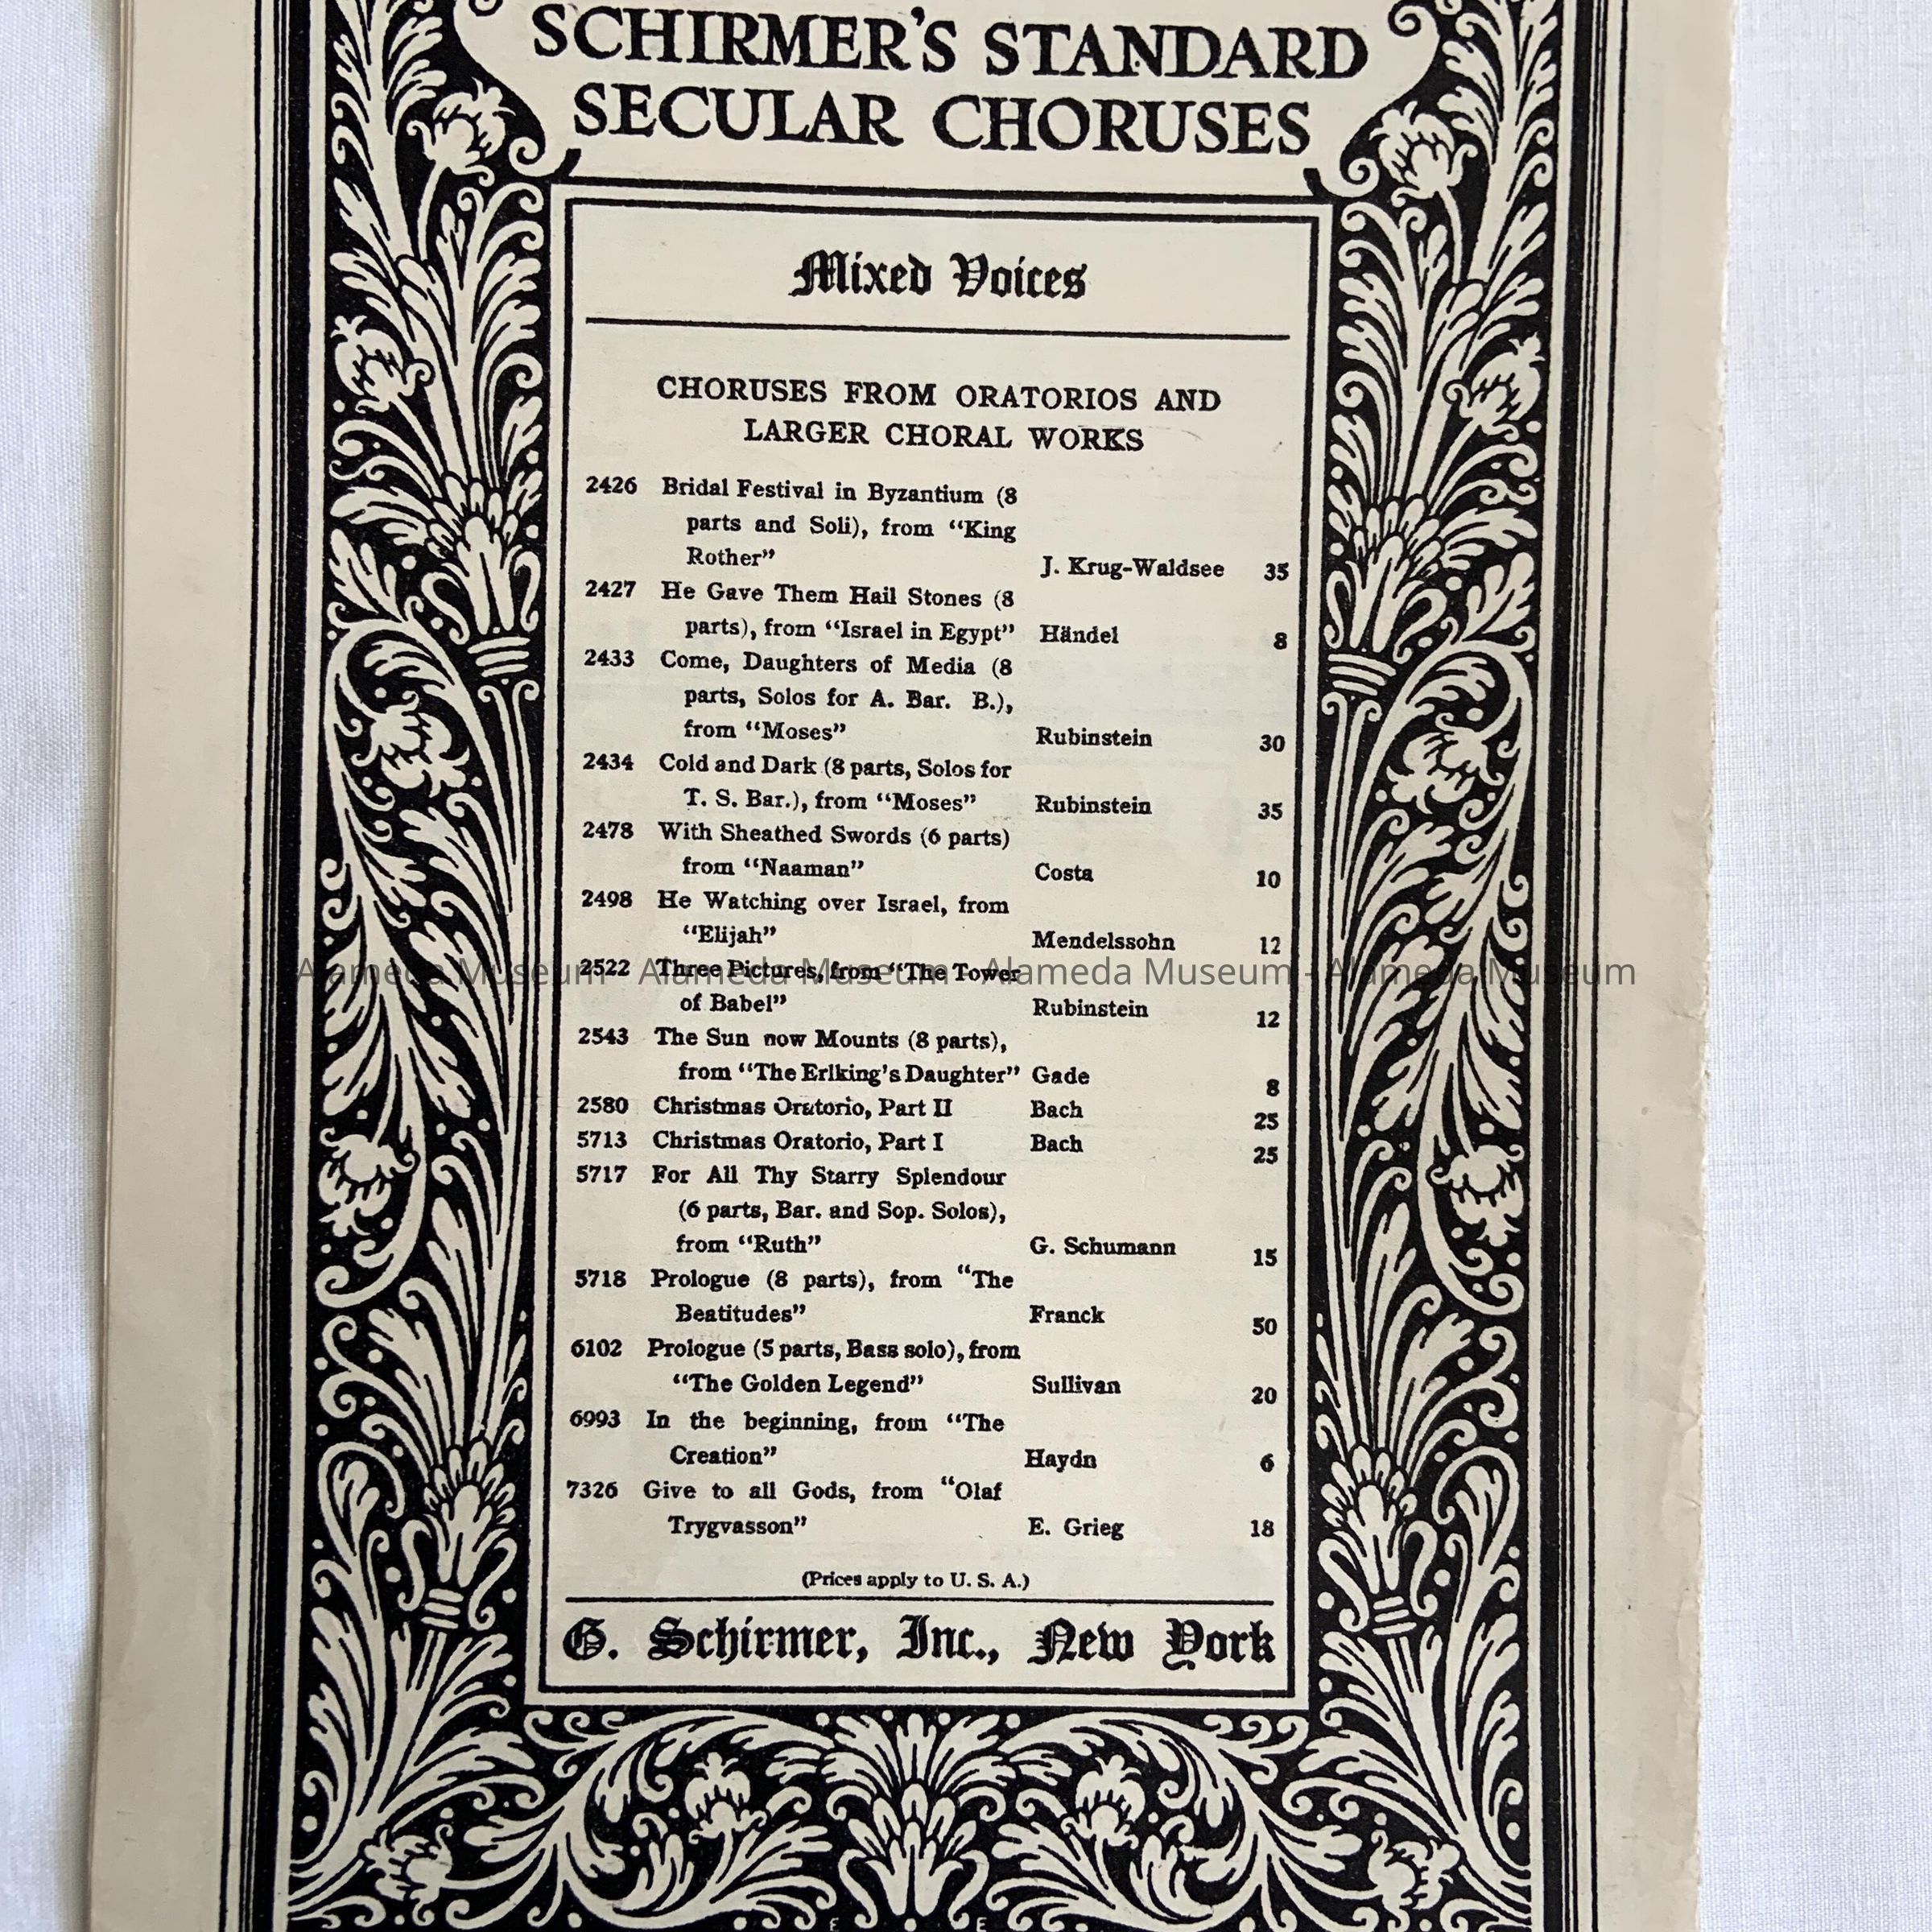 SCHIRMER'S STANDARD
SECULAR CHORUSES
Mixed Voices
CHORUSES FROM ORATORIOS AND
LARGER CHORAL WORKS
2426 Bridal Festival in Byzantium (8
parts and Soli), from “King
Rother” J. Krug-Waldsee 35
2427 He Gave Them Hail Stones (8
parts), from “Israel in Egypt” Händel 8
2433 Come, Daughters of Media (8
parts, Solos for A. Bar. B.),
from “Moses” Rubinstein 30
2434 Cold and Dark (8 parts, Solos for
T. S. Bar.), from “Moses” Rubinstein 35
2478 With Sheathed Swords (6 parts)
from “Naaman” Costa 10
2498 He Watching over Israel, from
“Elijah” Mendelssohn 12
2522 Three Pictures, from “The Tower
of Babel” Rubinstein 12
2543 The Sun now Mounts (8 parts),
from “The Erlking's Daughter” Gade 8
2580 Christmas Oratorio, Part II Bach 25
5713 Christmas Oratorio, Part I Bach 25
5717 For All Thy Starry Splendour
(6 parts, Bar. and Sop. Solos),
from “Ruth” G. Schumann 15
5718 Prologue (8 parts), from “The
Beatitudes” Franck 50
6102 Prologue (5 parts, Bass solo), from
“The Golden Legend” Sullivan 20
6993 In the beginning, from “The
Creation” Haydn 6
7326 Give to all Gods, from “Olaf
Trygvasson” E. Grieg 18
(Prices apply to U. S. A.)
G. Schirmer, Inc., New York
Alameda Museum - Alameda Museum - Alameda Museum - Alameda Museum